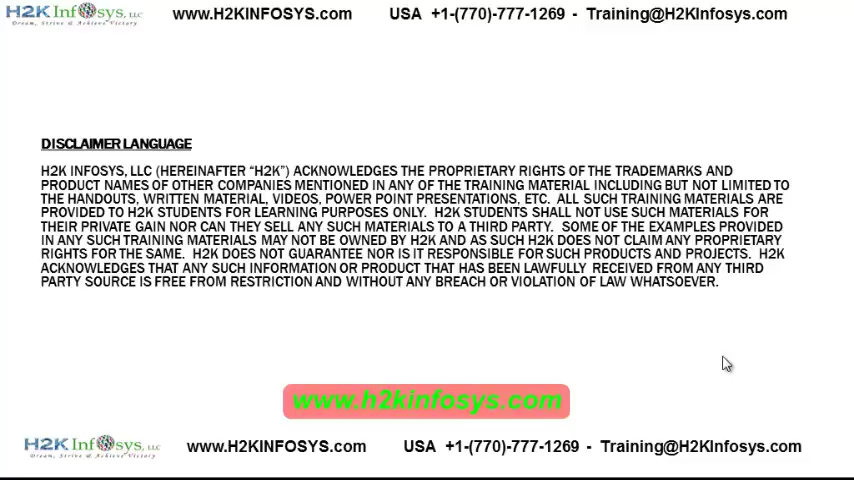 H2K Infosys, LLC
Dream, Strive & Achieve Victory
www.H2KINFOSYS.com USA +1-(770)-777-1269 - Training@H2KInfosys.com
DISCLAIMER LANGUAGE
H2K INFOSYS, LLC (HEREINAFTER “H2K”) ACKNOWLEDGES THE PROPRIETARY RIGHTS OF THE TRADEMARKS AND
PRODUCT NAMES OF OTHER COMPANIES MENTIONED IN ANY OF THE TRAINING MATERIAL INCLUDING BUT NOT LIMITED TO
THE HANDOUTS, WRITTEN MATERIAL, VIDEOS, POWER POINT PRESENTATIONS, ETC. ALL SUCH TRAINING MATERIALS ARE
PROVIDED TO H2K STUDENTS FOR LEARNING PURPOSES ONLY. H2K STUDENTS SHALL NOT USE SUCH MATERIALS FOR
THEIR PRIVATE GAIN NOR CAN THEY SELL ANY SUCH MATERIALS TO A THIRD PARTY. SOME OF THE EXAMPLES PROVIDED
IN ANY SUCH TRAINING MATERIALS MAY NOT BE OWNED BY H2K AND AS SUCH H2K DOES NOT CLAIM ANY PROPRIETARY
RIGHTS FOR THE SAME. H2K DOES NOT GUARANTEE NOR IS IT RESPONSIBLE FOR SUCH PRODUCTS AND PROJECTS. H2K
ACKNOWLEDGES THAT ANY SUCH INFORMATION OR PRODUCT THAT HAS BEEN LAWFULLY RECEIVED FROM ANY THIRD
PARTY SOURCE IS FREE FROM RESTRICTION AND WITHOUT ANY BREACH OR VIOLATION OF LAW WHATSOEVER.
www.h2kinfosys.com
H2K Infosys, LLC
Dream, Strive & Achieve Victory
www.H2KINFOSYS.com USA +1-(770)-777-1269 - Training@H2KInfosys.com